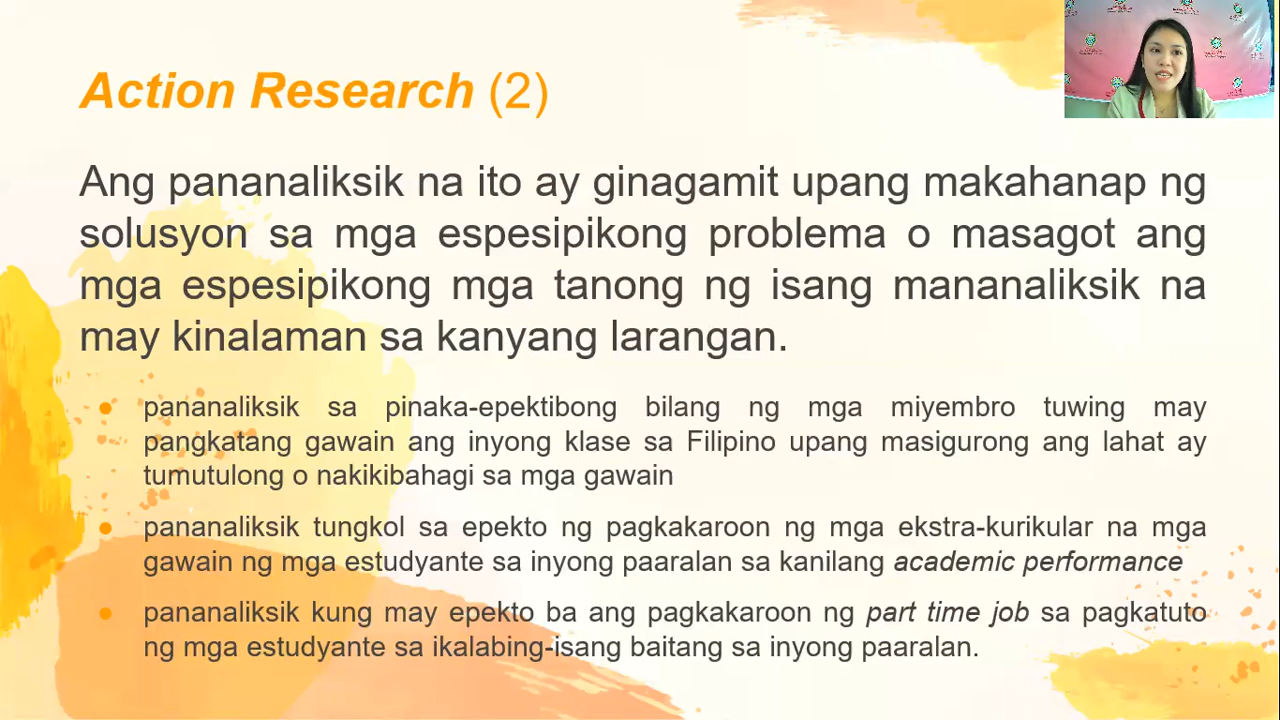 Action Research (2)
Ang pananaliksik na ito ay ginagamit upang makahanap ng
solusyon sa mga espesipikong problema o masagot ang
mga espesipikong mga tanong ng isang mananaliksik na
may kinalaman sa kanyang larangan.
pananaliksik sa pinaka-epektibong bilang ng mga miyembro tuwing may
pangkatang gawain ang inyong klase sa Filipino upang masigurong ang lahat ay
tumutulong o nakikibahagi sa mga gawain
pananaliksik tungkol sa epekto ng pagkakaroon ng mga ekstra-kurikular na mga
gawain ng mga estudyante sa inyong paaralan sa kanilang academic performance
pananaliksik kung may epekto ba ang pagkakaroon ng part time job sa pagkatuto
ng mga estudyante sa ikalabing-isang baitang sa inyong paaralan.